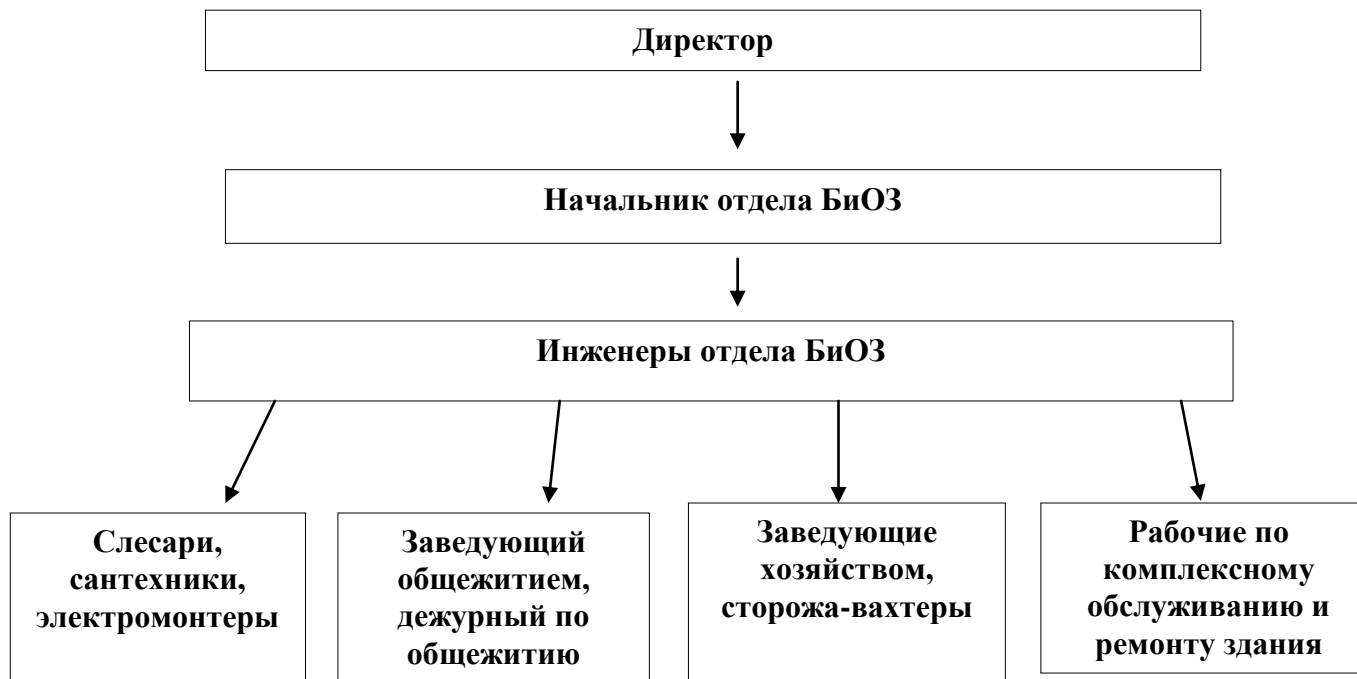 Директор
Начальник отдела БиОЗ
Инженеры отдела БиОЗ
Слесари,
сантехники,
электромонтеры
Заведующий
общежитием,
дежурный по
общежитию
Заведующие
хозяйством,
сторожа-вахтеры
Рабочие по
комплексному
обслуживанию и
ремонту здания